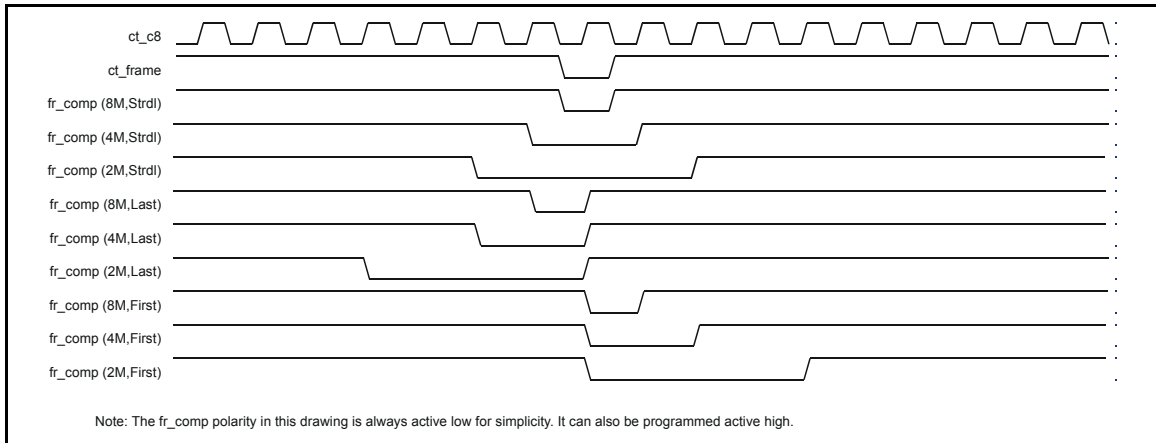 ct_c8
ct_frame
fr_comp (8M,Strdl)
fr_comp (4M,Strdl)
fr_comp (2M,Strdl)
fr_comp (8M,Last)
fr_comp (4M,Last)
fr_comp (2M,Last)
fr_comp (8M,First)
fr_comp (4M,First)
fr_comp (2M,First)
Note: The fr_comp polarity in this drawing is always active low for simplicity. It can also be programmed active high.